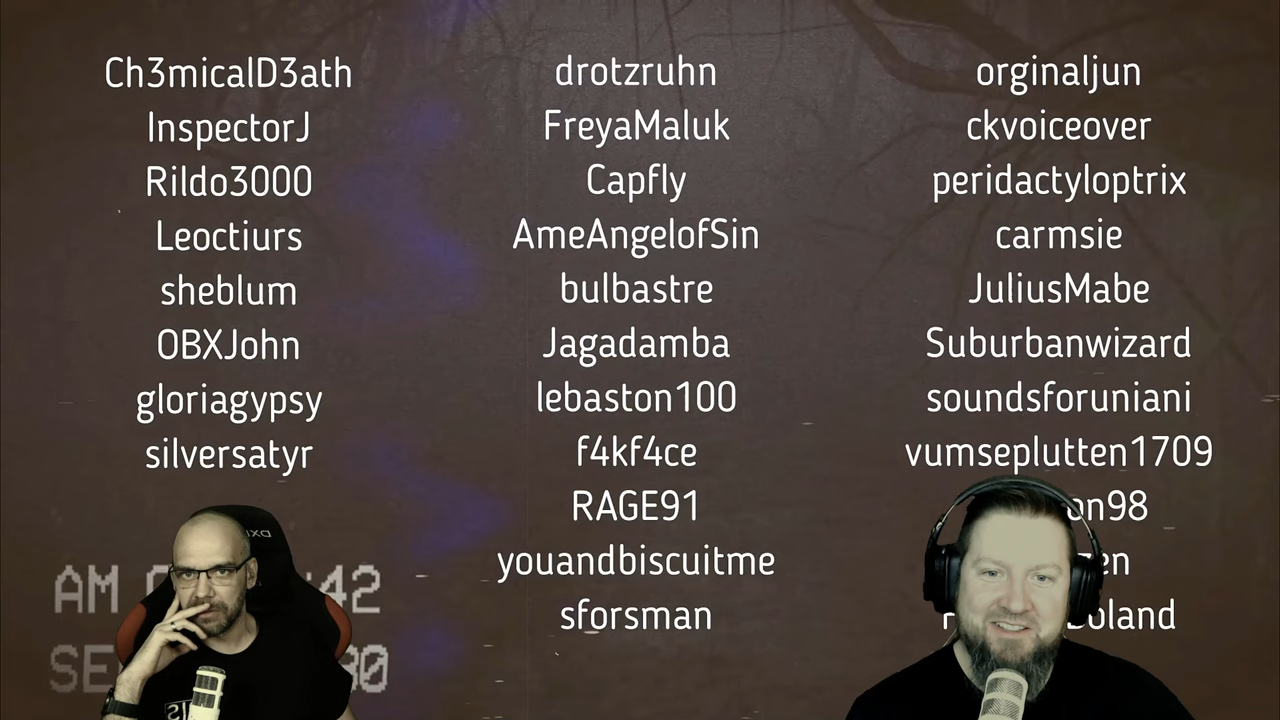 Ch3micalD3ath
InspectorJ
Rildo3000
Leoctiurs
sheblum
OBXJohn
gloriagypsy
silversatyr
drotzruhn
FreyaMaluk
Capfly
AmeAngelofSin
bulbastre
Jagadamba
lebaston100
f4kf4ce
RAGE91
youandbiscuitme
sforsman
orginaljun
ckvoiceover
peridactyloptrix
carmsie
JuliusMabe
Suburbanwizard
soundsforuniani
vumseplutten1709
AM